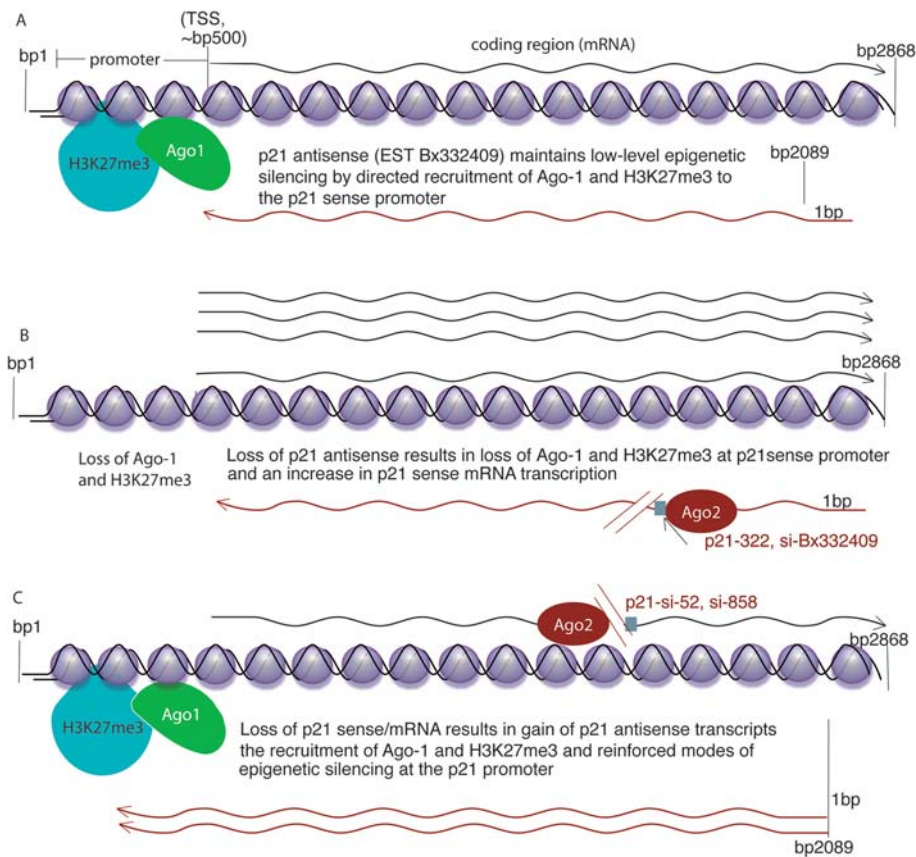 A
(TSS,
~bp500)
bp1
promoter
coding region (mRNA)
bp2868
H3K27me3
Ago1
p21 antisense (EST Bx332409) maintains low-level epigenetic
silencing by directed recruitment of Ago-1 and H3K27me3 to
the p21 sense promoter
bp2089
1bp
B
bp1
bp2868
Loss of Ago-1
and H3K27me3
Loss of p21 antisense results in loss of Ago-1 and H3K27me3 at p21sense promoter
and an increase in p21 sense mRNA transcription
Ago2
1bp
p21-322, si-Bx332409
C
p21-si-52, si-858
bp1
Ago2
bp2868
H3K27me3
Ago1
Loss of p21 sense/mRNA results in gain of p21 antisense transcripts
the recruitment of Ago-1 and H3K27me3 and reinforced modes of
epigenetic silencing at the p21 promoter
1bp
bp2089